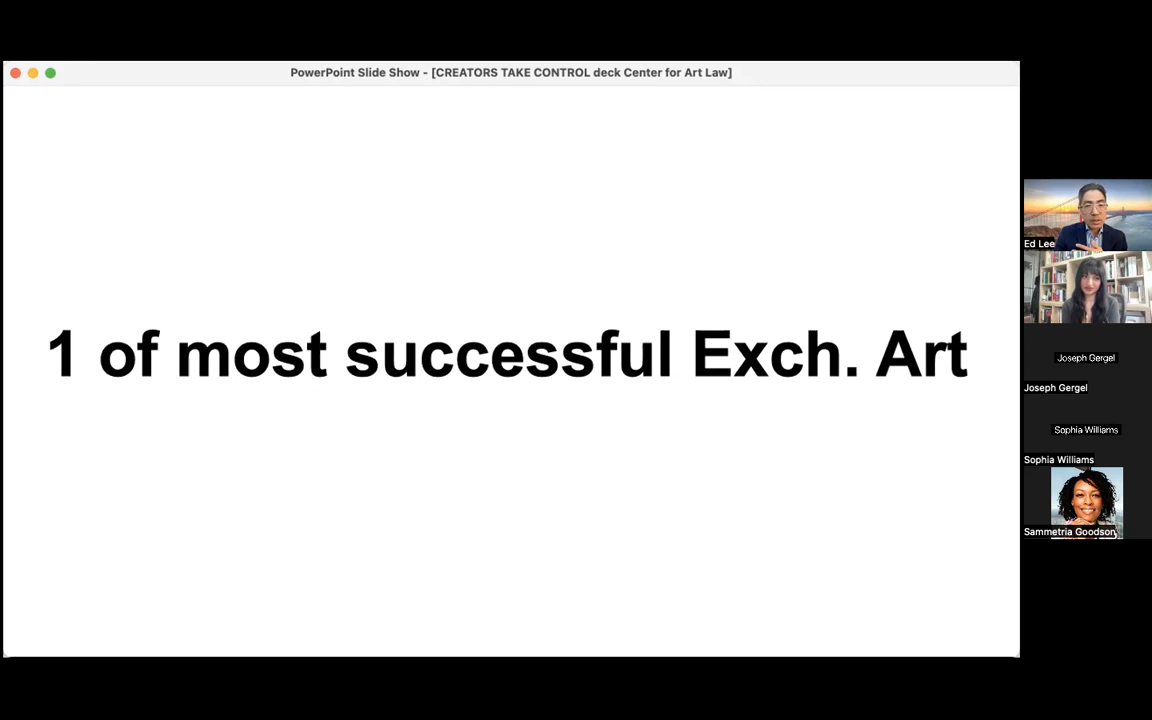 PowerPoint Slide Show - [CREATORS TAKE CONTROL deck Center for Art Law]
1 of most successful Exch. Art
Ed Lee
Joseph Gergel
Joseph Gergel
Sophia Williams
Sophia Williams
Sammetria Goodson